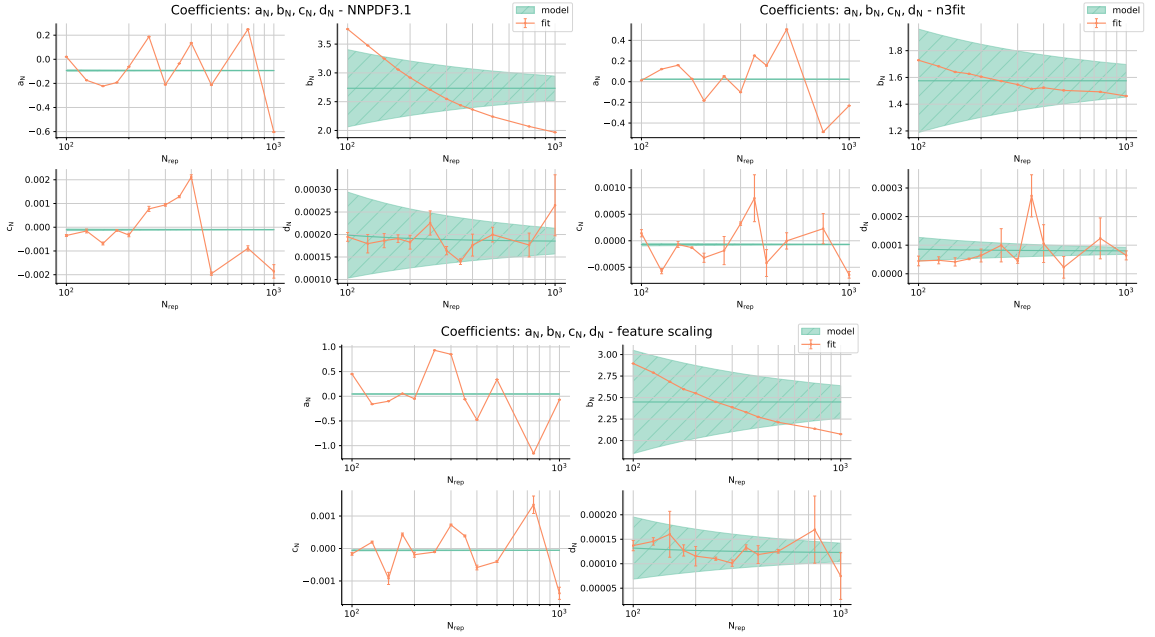 Coefficients: a_N, b_N, c_N, d_N - NNPDF3.1
model
fit
0.2
0.0
−0.2
−0.4
−0.6
a_N
10^2
10^3
N_rep
3.5
3.0
2.5
2.0
b_N
10^2
10^3
N_rep
0.002
0.001
0.000
−0.001
−0.002
c_N
10^2
10^3
N_rep
0.00030
0.00025
0.00020
0.00015
0.00010
d_N
10^2
10^3
N_rep
Coefficients: a_N, b_N, c_N, d_N - n3fit
model
fit
0.4
0.2
0.0
−0.2
−0.4
a_N
10^2
10^3
N_rep
1.8
1.6
1.4
1.2
b_N
10^2
10^3
N_rep
0.0010
0.0005
0.0000
−0.0005
c_N
10^2
10^3
N_rep
0.0003
0.0002
0.0001
0.0000
d_N
10^2
10^3
N_rep
Coefficients: a_N, b_N, c_N, d_N - feature scaling
model
fit
1.0
0.5
0.0
−0.5
−1.0
a_N
10^2
10^3
N_rep
3.00
2.75
2.50
2.25
2.00
b_N
10^2
10^3
N_rep
0.001
0.000
−0.001
c_N
10^2
10^3
N_rep
0.00020
0.00015
0.00010
0.00005
d_N
10^2
10^3
N_rep